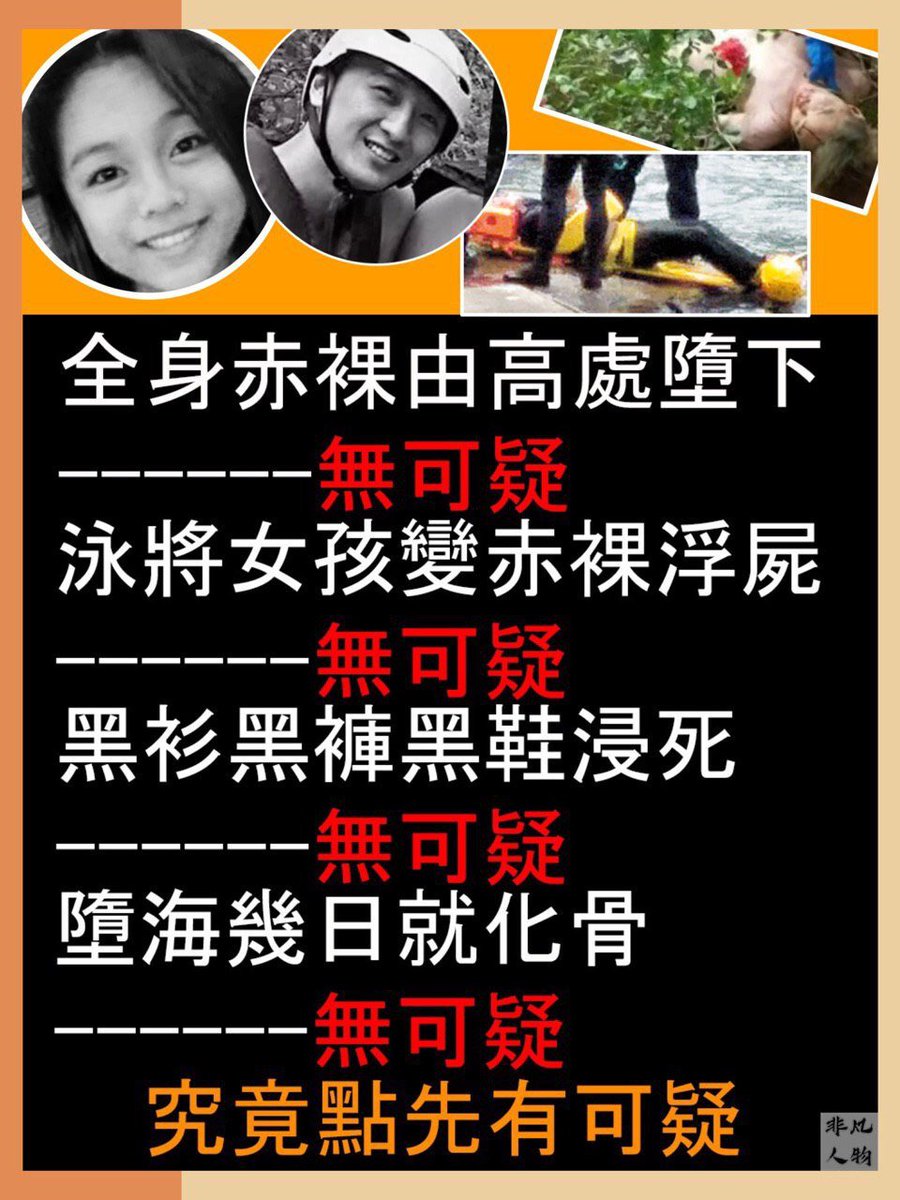 全身赤裸由高處墮下
------無可疑
泳將女孩變赤裸浮屍
------無可疑
黑衫黑褲黑鞋浸死
------無可疑
墮海幾日就化骨
------無可疑
究竟點先有可疑
非凡
人物